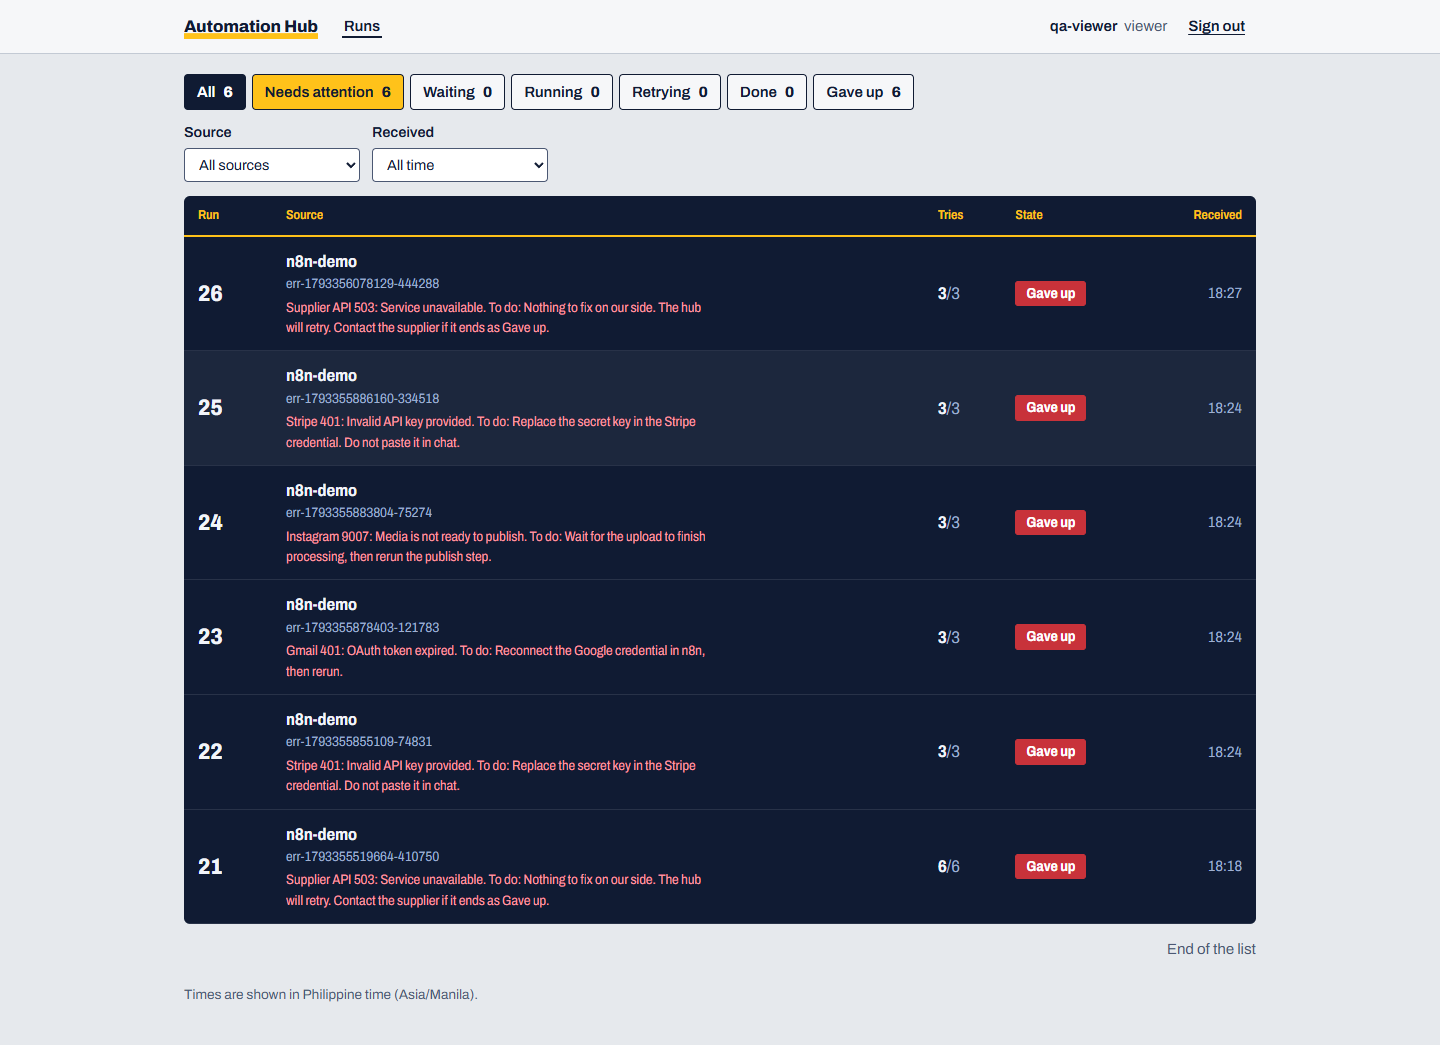 Automation Hub Runs qa-viewer viewer Sign out
All 6 Needs attention 6 Waiting 0 Running 0 Retrying 0 Done 0 Gave up 6
Source Received
All sources All time
Run Source Tries State Received
n8n-demo
err-1793356078129-444288
26 3/3 Gave up 18:27
Supplier API 503: Service unavailable. To do: Nothing to fix on our side. The hub
will retry. Contact the supplier if it ends as Gave up.
n8n-demo
err-1793355886160-334518
25 3/3 Gave up 18:24
Stripe 401: Invalid API key provided. To do: Replace the secret key in the Stripe
credential. Do not paste it in chat.
n8n-demo
err-1793355883804-75274
24 3/3 Gave up 18:24
Instagram 9007: Media is not ready to publish. To do: Wait for the upload to finish
processing, then rerun the publish step.
n8n-demo
err-1793355878403-121783
23 3/3 Gave up 18:24
Gmail 401: OAuth token expired. To do: Reconnect the Google credential in n8n,
then rerun.
n8n-demo
err-1793355855109-74831
22 3/3 Gave up 18:24
Stripe 401: Invalid API key provided. To do: Replace the secret key in the Stripe
credential. Do not paste it in chat.
n8n-demo
err-1793355519664-410750
21 6/6 Gave up 18:18
Supplier API 503: Service unavailable. To do: Nothing to fix on our side. The hub
will retry. Contact the supplier if it ends as Gave up.
End of the list
Times are shown in Philippine time (Asia/Manila).